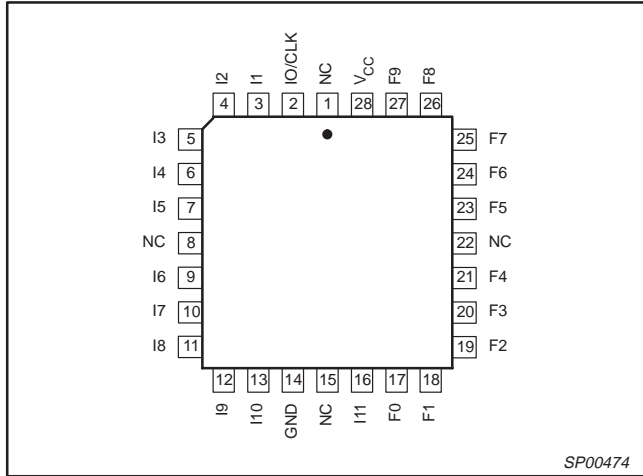 I2 I1 IO/CLK NC VCC F9 F8
4 3 2 1 28 27 26
I3 5 25 F7
I4 6 24 F6
I5 7 23 F5
NC 8 22 NC
I6 9 21 F4
I7 10 20 F3
I8 11 19 F2
12 13 14 15 16 17 18
I9 I10 GND NC I11 F0 F1
SP00474